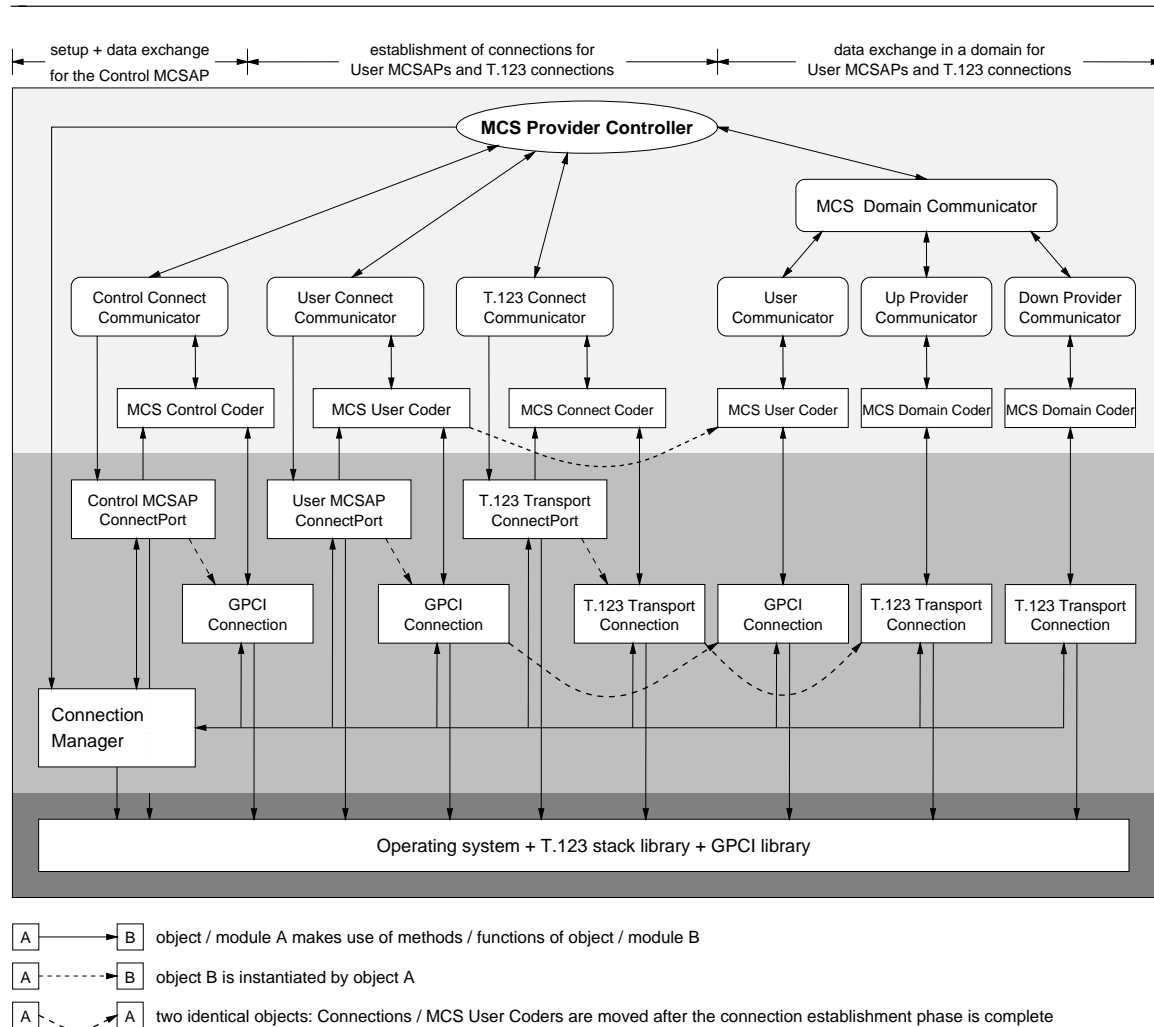 setup + data exchange
for the Control MCSAP
establishment of connections for
User MCSAPs and T.123 connections
data exchange in a domain for
User MCSAPs and T.123 connections
MCS Provider Controller
MCS Domain Communicator
Control Connect
Communicator
User Connect
Communicator
T.123 Connect
Communicator
User
Communicator
Up Provider
Communicator
Down Provider
Communicator
MCS Control Coder
MCS User Coder
MCS Connect Coder
MCS User Coder
MCS Domain Coder
MCS Domain Coder
Control MCSAP
ConnectPort
User MCSAP
ConnectPort
T.123 Transport
ConnectPort
GPCI
Connection
GPCI
Connection
T.123 Transport
Connection
GPCI
Connection
T.123 Transport
Connection
T.123 Transport
Connection
Connection
Manager
Operating system + T.123 stack library + GPCI library
A B object / module A makes use of methods / functions of object / module B
A B object B is instantiated by object A
A A two identical objects: Connections / MCS User Coders are moved after the connection establishment phase is complete